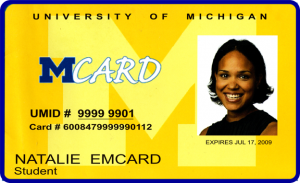 UNIVERSITY OF MICHIGAN
MCARD
UMID # 9999 9901
Card # 6008479999990112
EXPIRES JUL 17, 2009
NATALIE EMCARD
Student